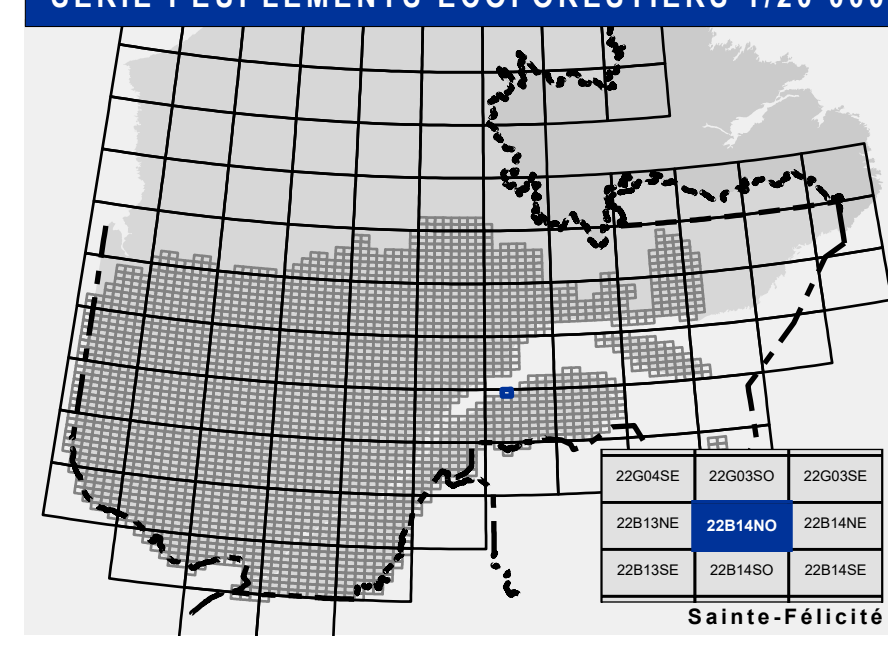 SÉRIE PEUPLEMENTS ÉCOFORESTIERS 1/20 000
22G04SE 22G03SO 22G03SE
22B13NE 22B14NO 22B14NE
22B13SE 22B14SO 22B14SE
Sainte-Félicité